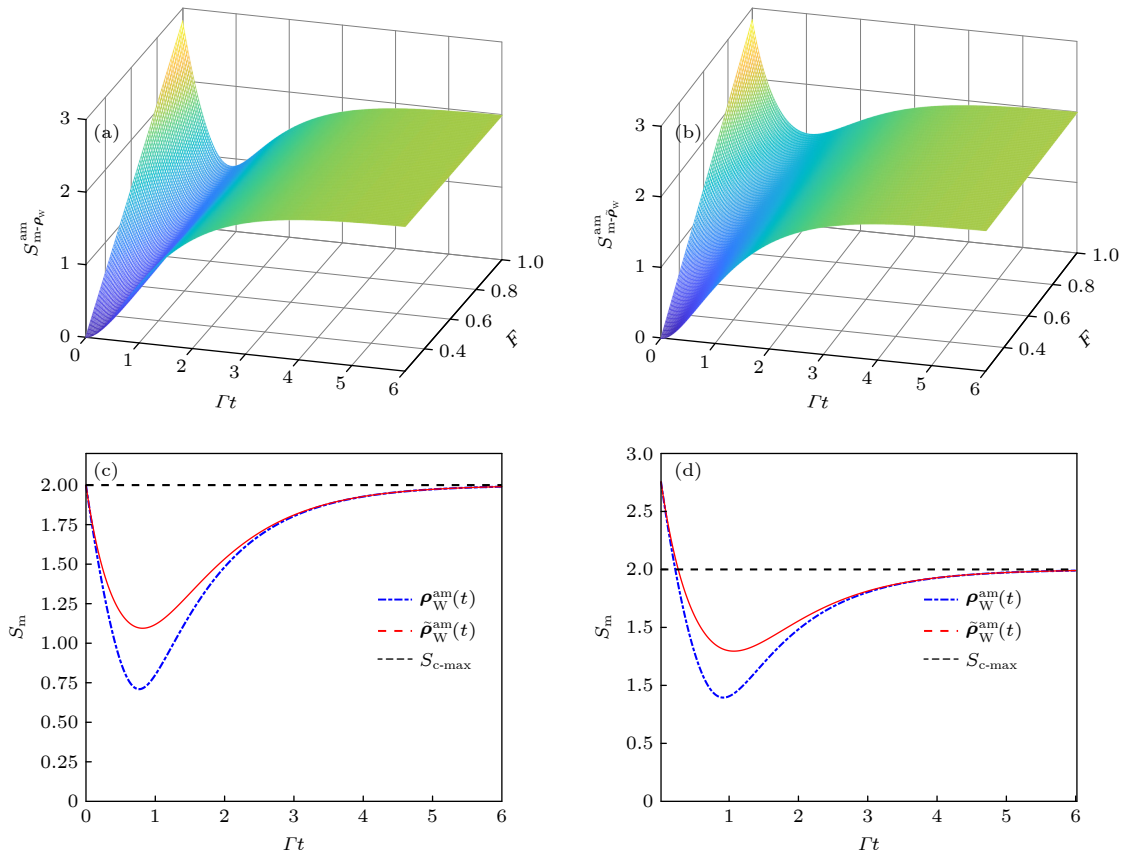 (a)
S^am_m-ρ_w
3
2
1
0
0
1
2
3
4
5
6
Γt
0.4
0.6
0.8
1.0
F
(b)
S^am_m-ρ̃_w
3
2
1
0
0
1
2
3
4
5
6
Γt
0.4
0.6
0.8
1.0
F
(c)
S_m
2.00
1.75
1.50
1.25
1.00
0.75
0.50
0.25
0
ρ^am_W(t)
ρ̃^am_W(t)
S_c-max
0
1
2
3
4
5
6
Γt
(d)
S_m
3.0
2.5
2.0
1.5
1.5
0.5
0
ρ^am_W(t)
ρ̃^am_W(t)
S_c-max
1
2
3
4
5
6
Γt